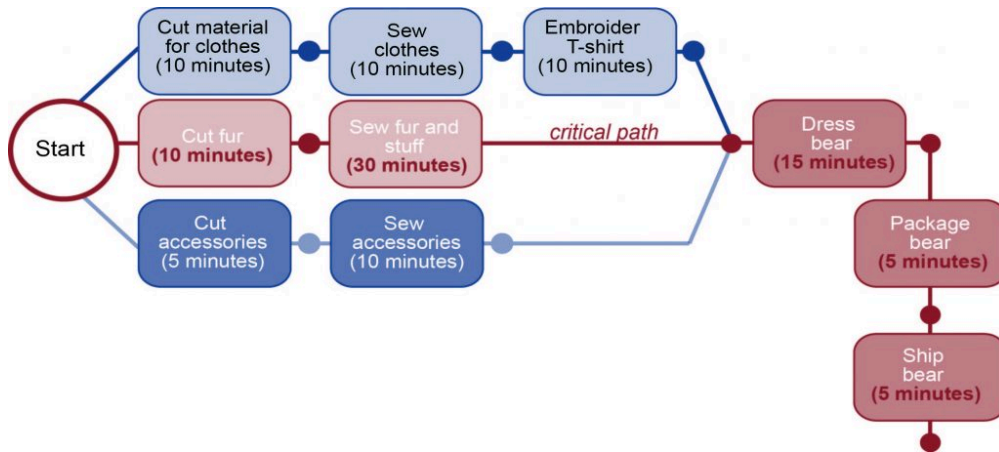 Start
Cut material
for clothes
(10 minutes)
Sew
clothes
(10 minutes)
Embroider
T-shirt
(10 minutes)
Cut fur
(10 minutes)
Sew fur and
stuff
(30 minutes)
critical path
Dress
bear
(15 minutes)
Cut
accessories
(5 minutes)
Sew
accessories
(10 minutes)
Package
bear
(5 minutes)
Ship
bear
(5 minutes)